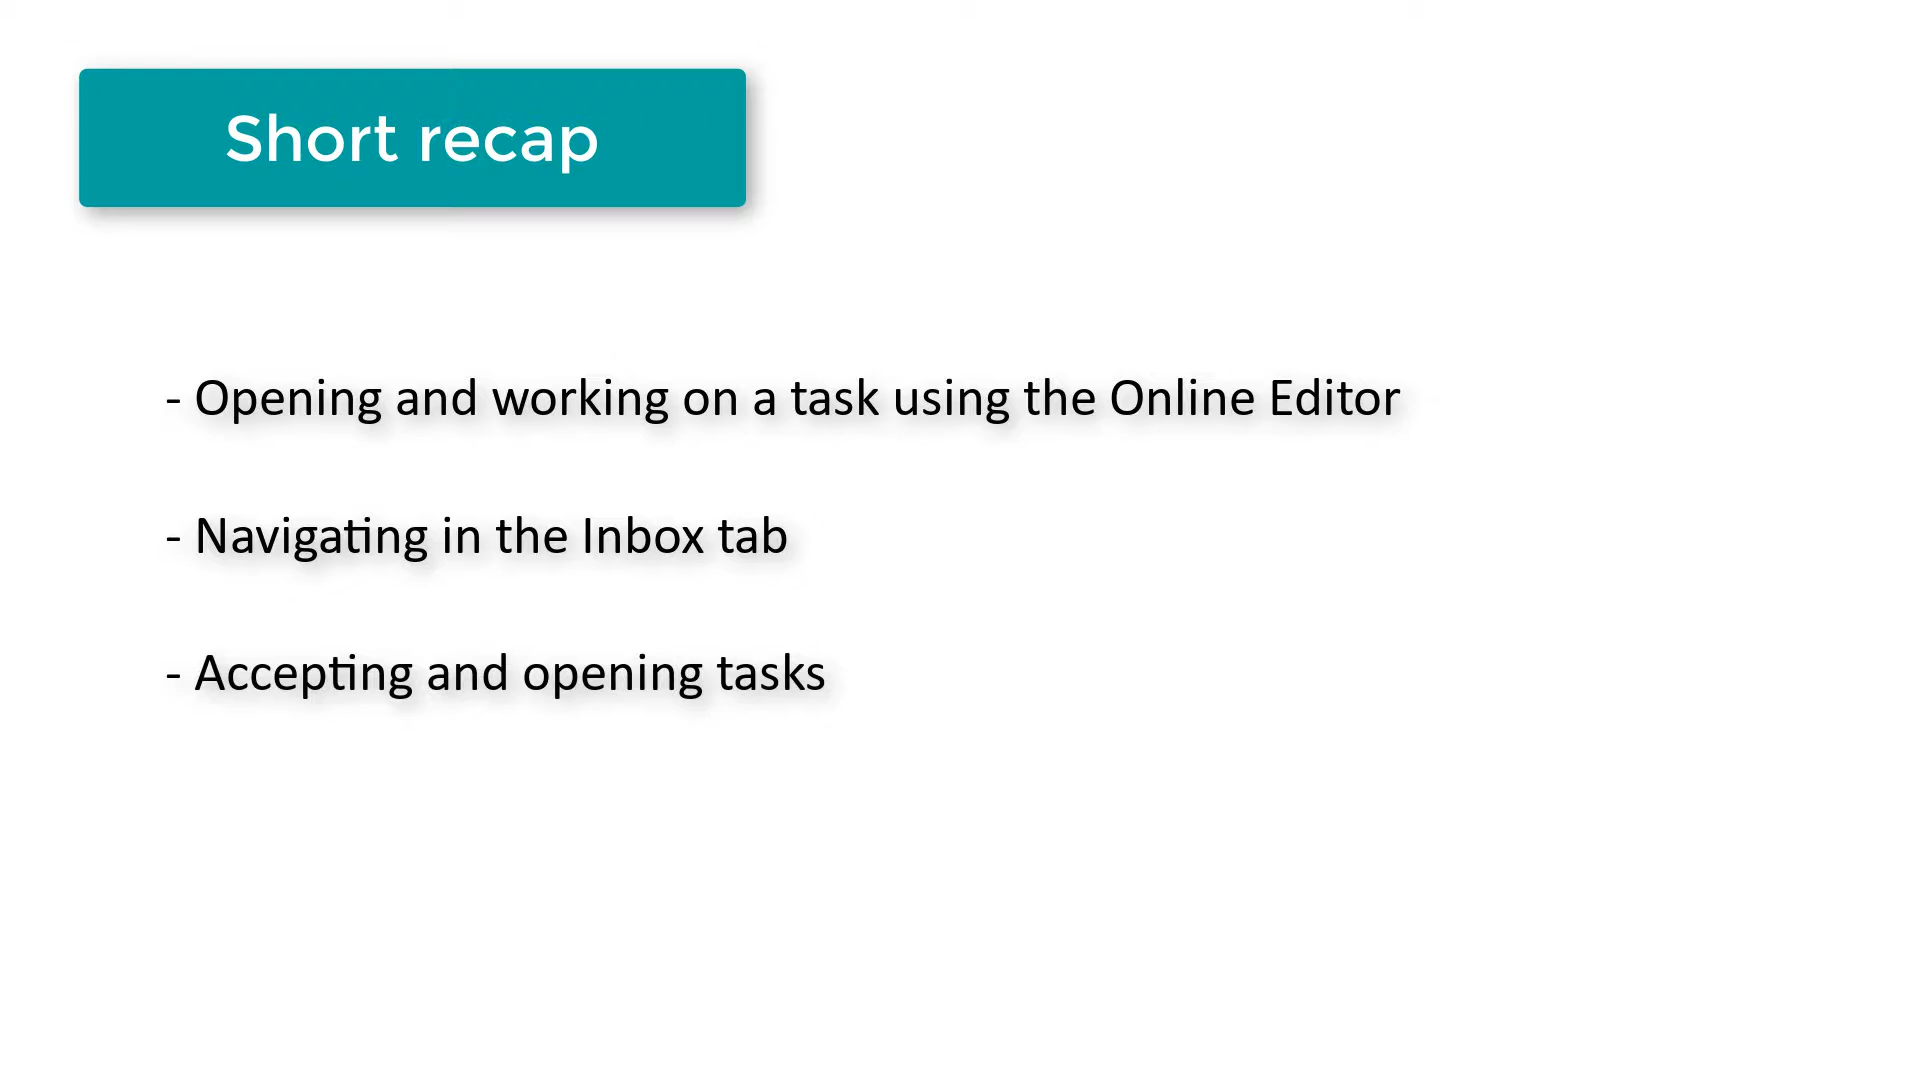 Short recap
- Opening and working on a task using the Online Editor
- Navigating in the Inbox tab
- Accepting and opening tasks